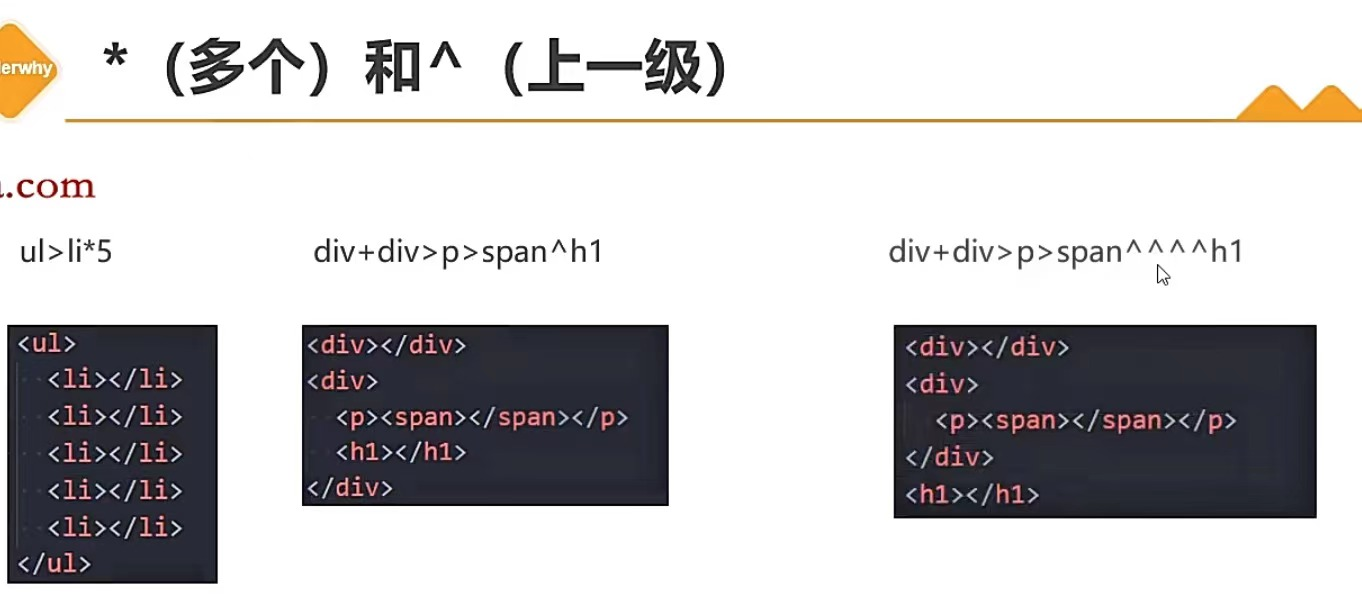 erwhy
*（多个）和^（上一级）
.com
ul>li*5
<ul>
<li></li>
<li></li>
<li></li>
<li></li>
<li></li>
</ul>
div+div>p>span^h1
<div></div>
<div>
<p><span></span></p>
<h1></h1>
</div>
div+div>p>span^^^^h1
<div></div>
<div>
<p><span></span></p>
</div>
<h1></h1>